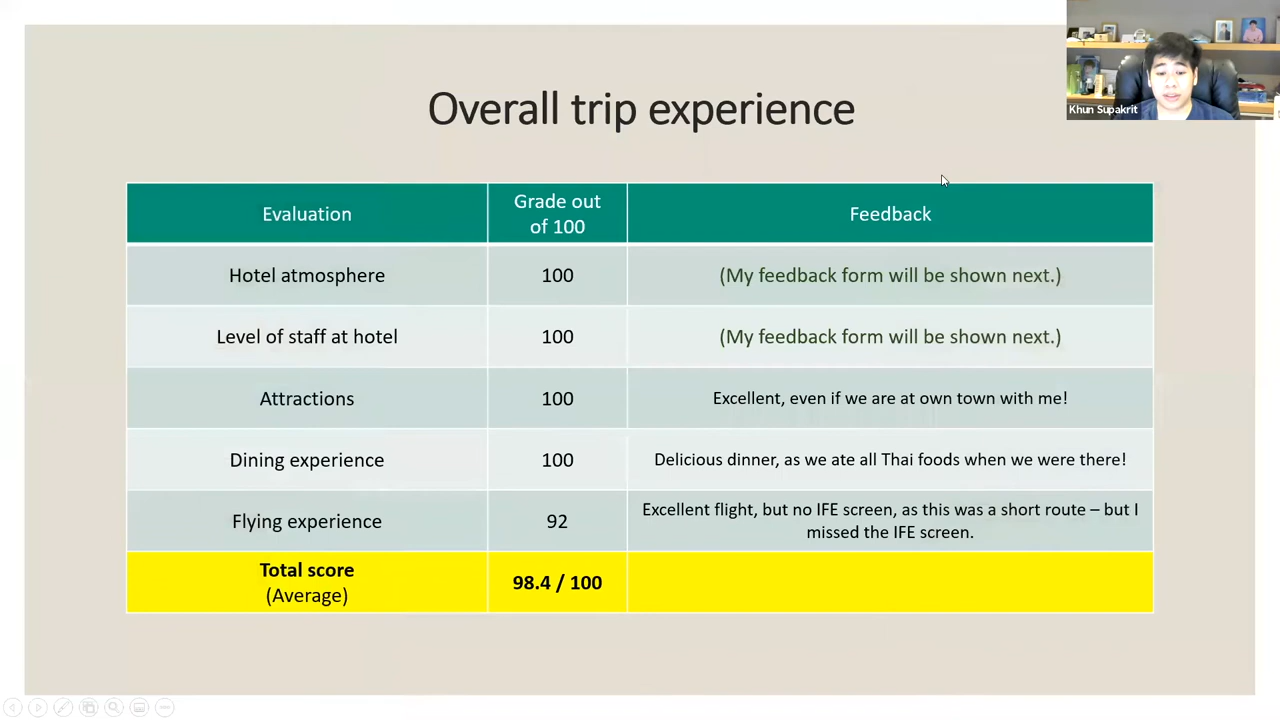 Khun Supakrit
Overall trip experience
Evaluation
Grade out
of 100
Feedback
Hotel atmosphere
100
(My feedback form will be shown next.)
Level of staff at hotel
100
(My feedback form will be shown next.)
Attractions
100
Excellent, even if we are at own town with me!
Dining experience
100
Delicious dinner, as we ate all Thai foods when we were there!
Flying experience
92
Excellent flight, but no IFE screen, as this was a short route – but I
missed the IFE screen.
Total score
(Average)
98.4 / 100